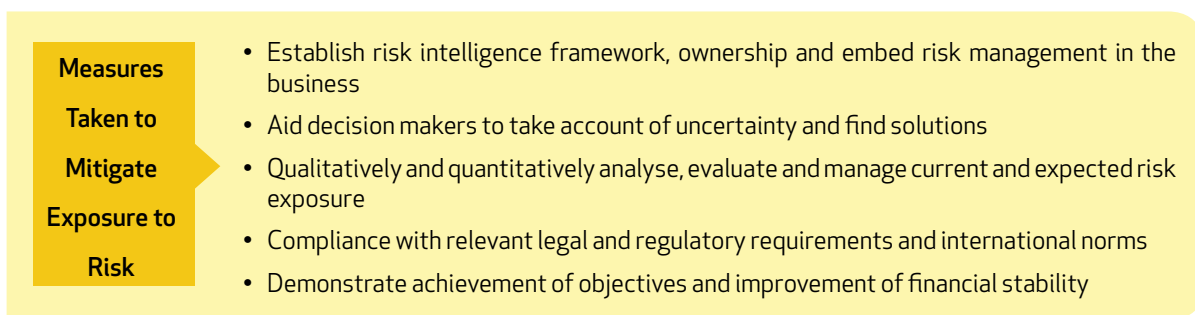 Measures
Taken to
Mitigate
Exposure to
Risk
• Establish risk intelligence framework, ownership and embed risk management in the
business
• Aid decision makers to take account of uncertainty and find solutions
• Qualitatively and quantitatively analyse, evaluate and manage current and expected risk
exposure
• Compliance with relevant legal and regulatory requirements and international norms
• Demonstrate achievement of objectives and improvement of financial stability